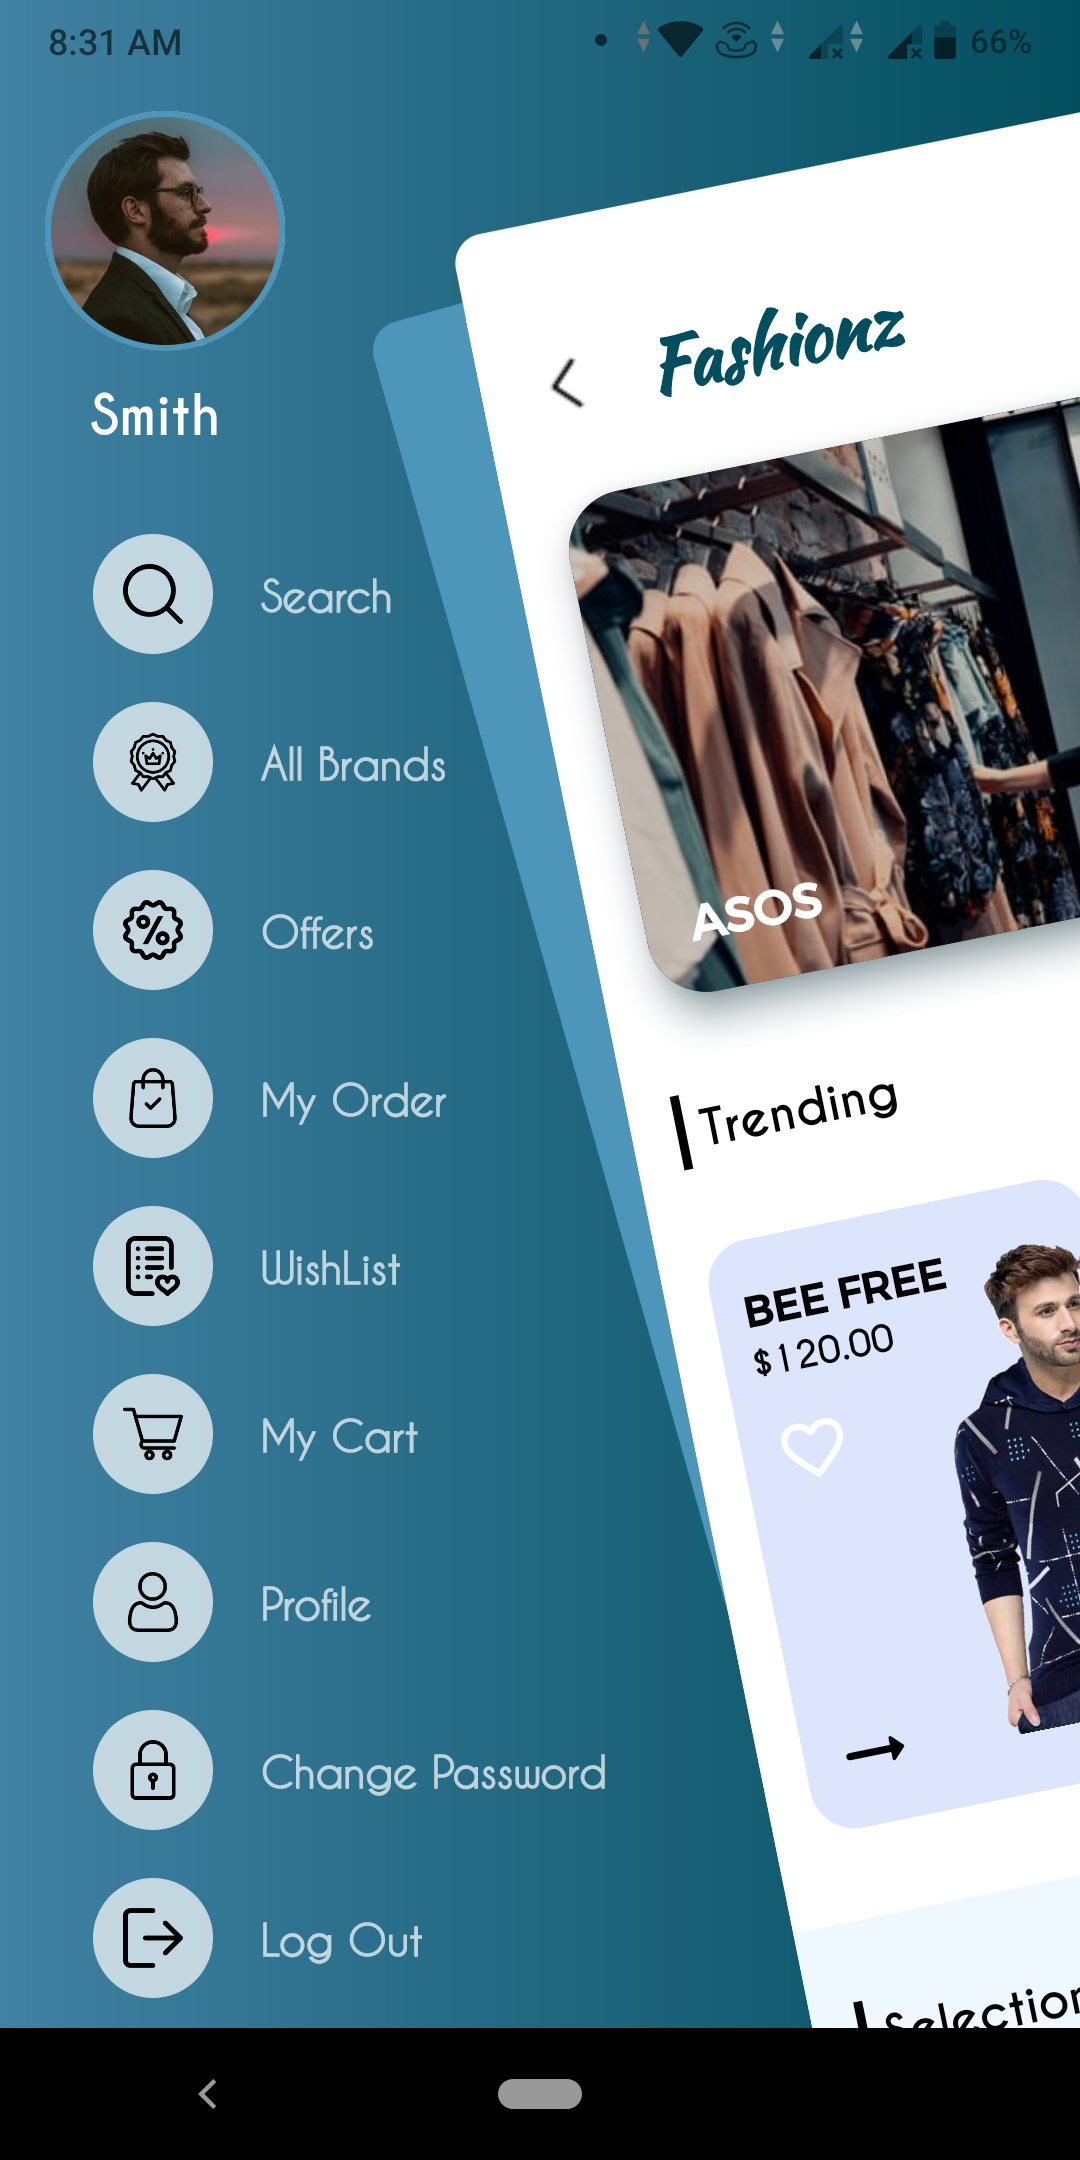 8:31 AM
66%
Smith
Search
All Brands
Offers
My Order
WishList
My Cart
Profile
Change Password
Log Out
Fashionz
ASOS
Trending
BEE FREE
$120.00
Selection